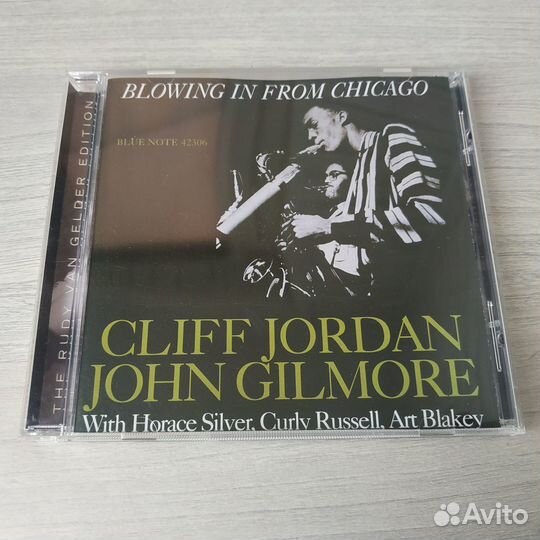 BLOWING IN FROM CHICAGO
BLUE NOTE 42306
THE RUDY VAN GELDER EDITION
CLIFF JORDAN
JOHN GILMORE
With Horace Silver, Curly Russell, Art Blakey
Avito